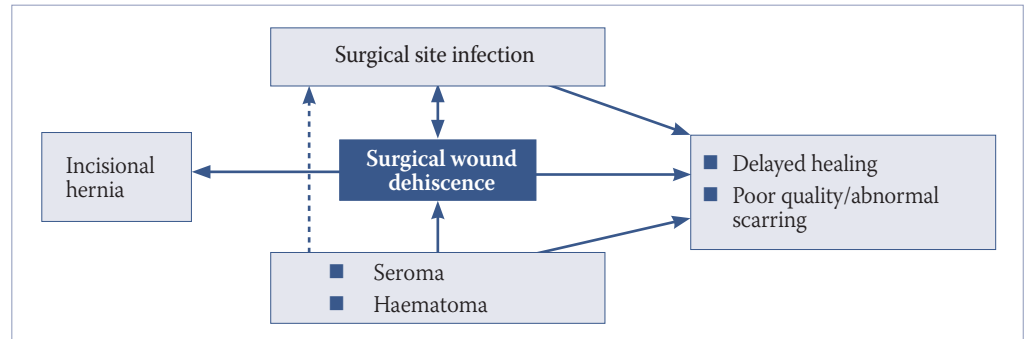 Surgical site infection
Incisional
hernia
Surgical wound
dehiscence
Delayed healing
Poor quality/abnormal
scarring
Seroma
Haematoma